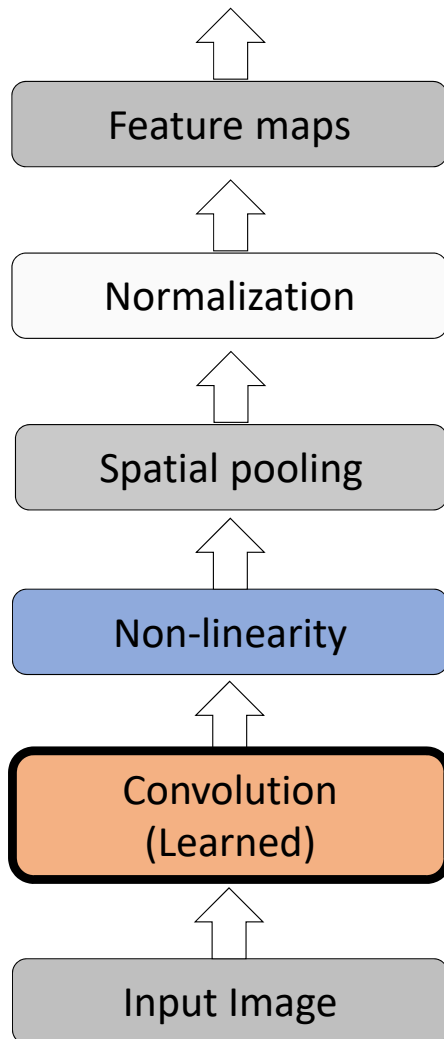 Feature maps
Normalization
Spatial pooling
Non-linearity
Convolution
(Learned)
Input Image